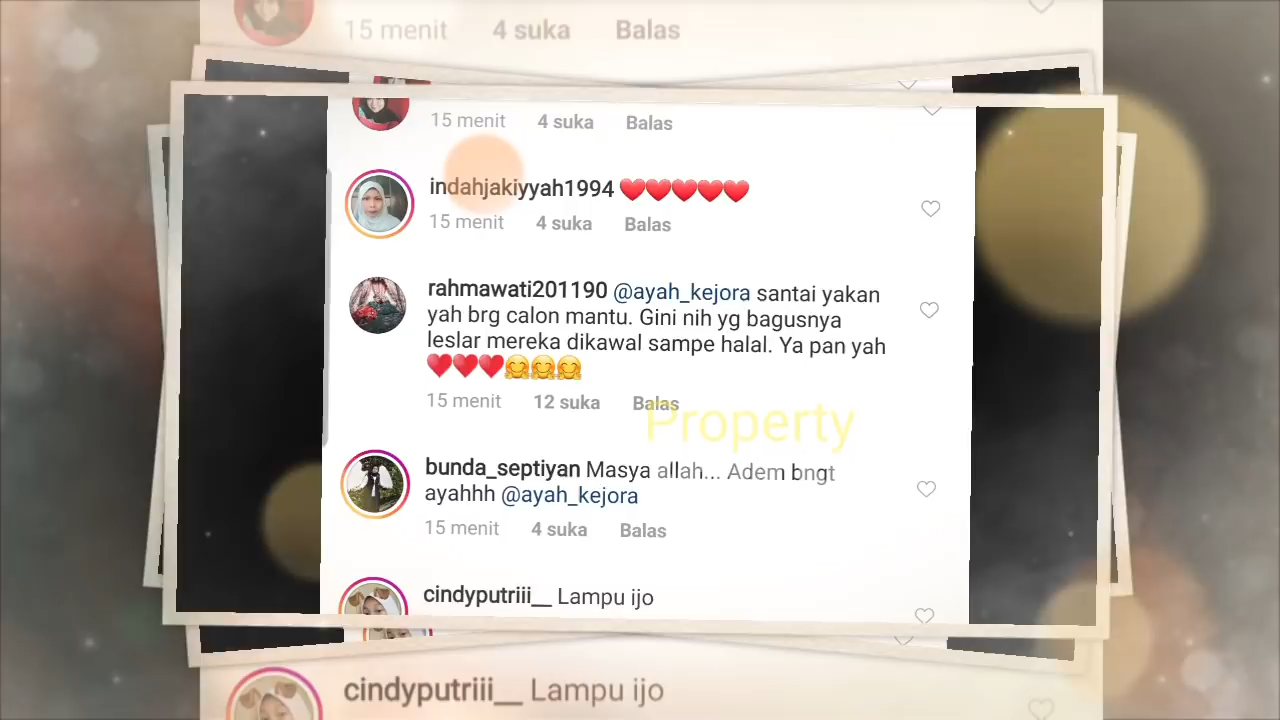 15 menit 4 suka Balas
15 menit 4 suka Balas
indahjakiyyah1994 ❤️❤️❤️❤️❤️
15 menit 4 suka Balas
rahmawati201190 @ayah_kejora santai yakan
yah brg calon mantu. Gini nih yg bagusnya
leslar mereka dikawal sampe halal. Ya pan yah
❤️❤️❤️🤗🤗🤗
15 menit 12 suka Balas
Property
bunda_septiyan Masya allah... Adem bngt
ayahhh @ayah_kejora
15 menit 4 suka Balas
cindyputriii__ Lampu ijo
cindyputriii__ Lampu ijo